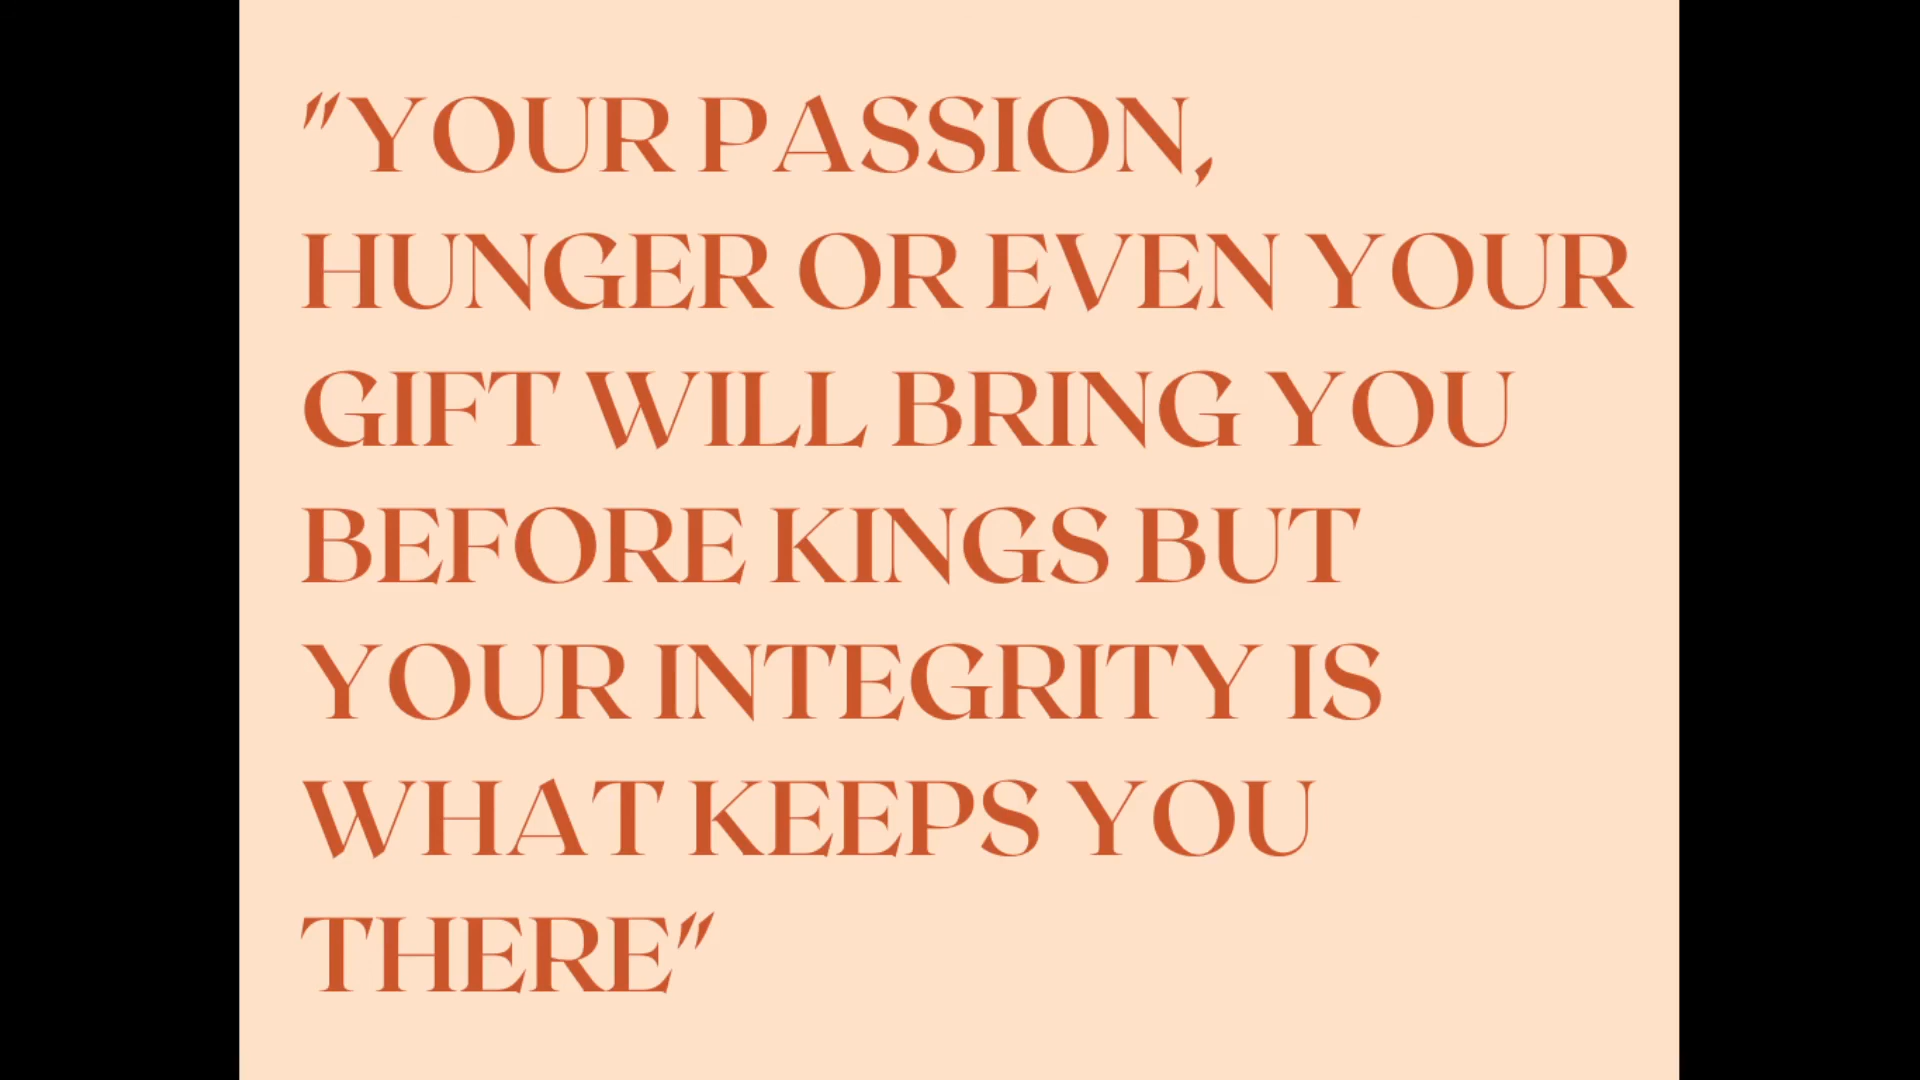 "YOUR PASSION,
HUNGER OR EVEN YOUR
GIFT WILL BRING YOU
BEFORE KINGS BUT
YOUR INTEGRITY IS
WHAT KEEPS YOU
THERE"